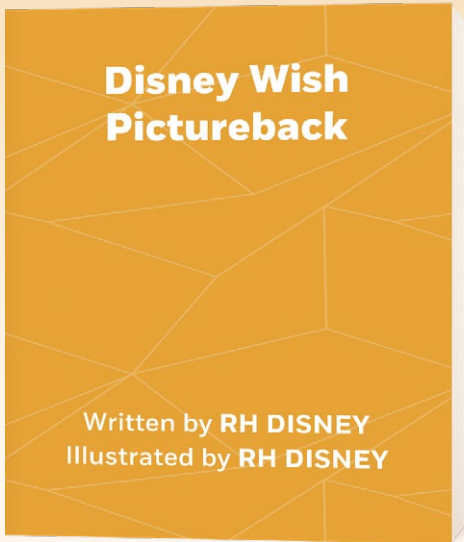 Disney Wish
Pictureback
Written by RH DISNEY
Illustrated by RH DISNEY